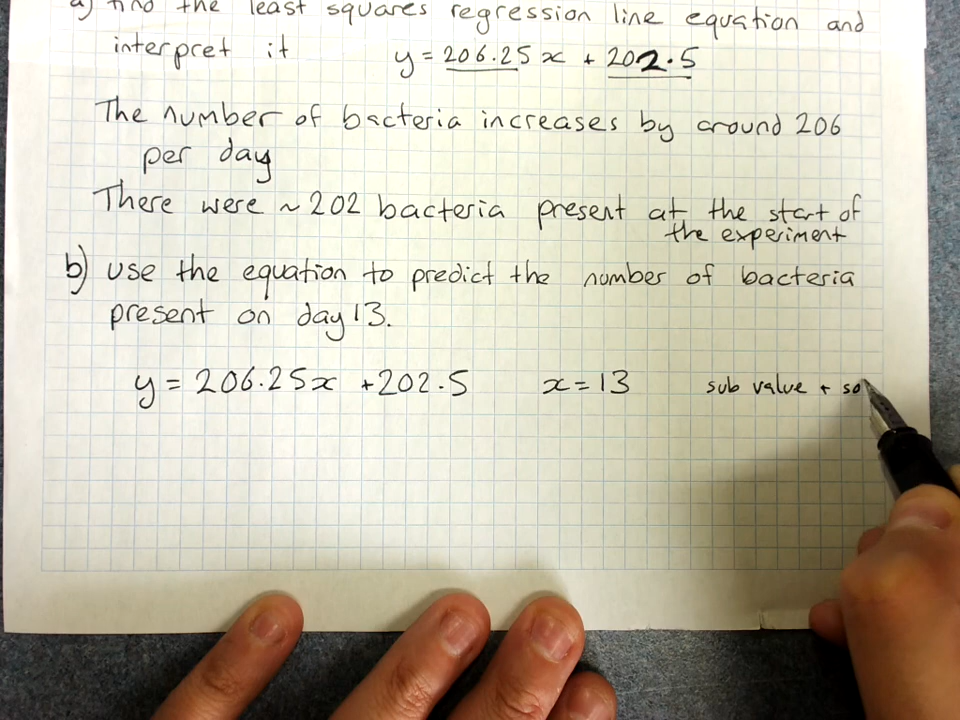 a) find the least squares regression line equation and
interpret it y = 206.25x + 202.5
The number of bacteria increases by around 206
per day
There were ~ 202 bacteria present at the start of
the experiment
b) use the equation to predict the number of bacteria
present on day 13.
y = 206.25x + 202.5 x = 13 sub value + so